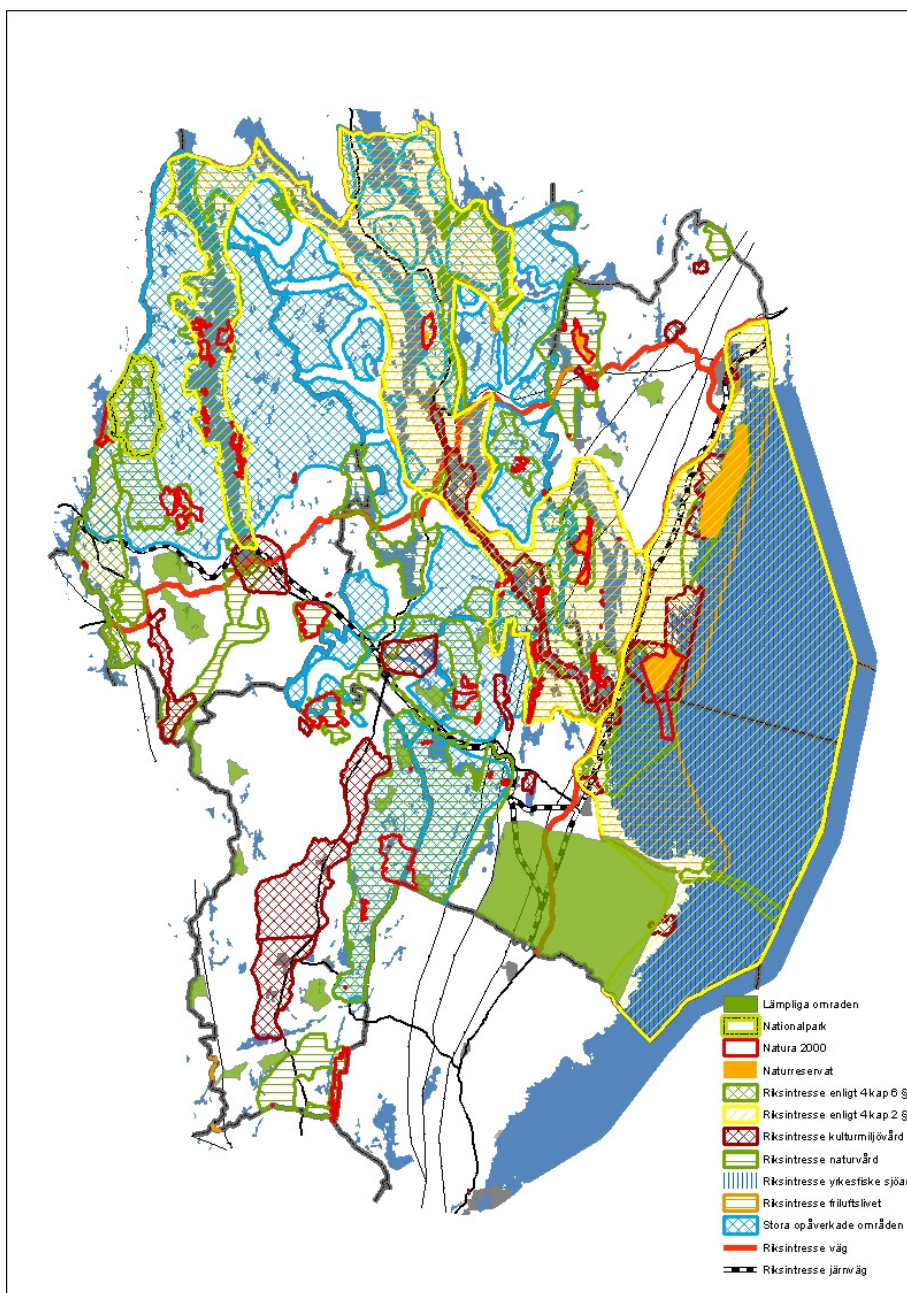 Lämpliga områden
Nationalpark
Natura 2000
Naturreservat
Riksintresse enligt 4 kap 6 §
Riksintresse enligt 4 kap 2 §
Riksintresse kulturmiljövård
Riksintresse naturvård
Riksintresse yrkesfiske sjöar
Riksintresse friluftslivet
Stora opåverkade områden
Riksintresse väg
Riksintresse järnväg